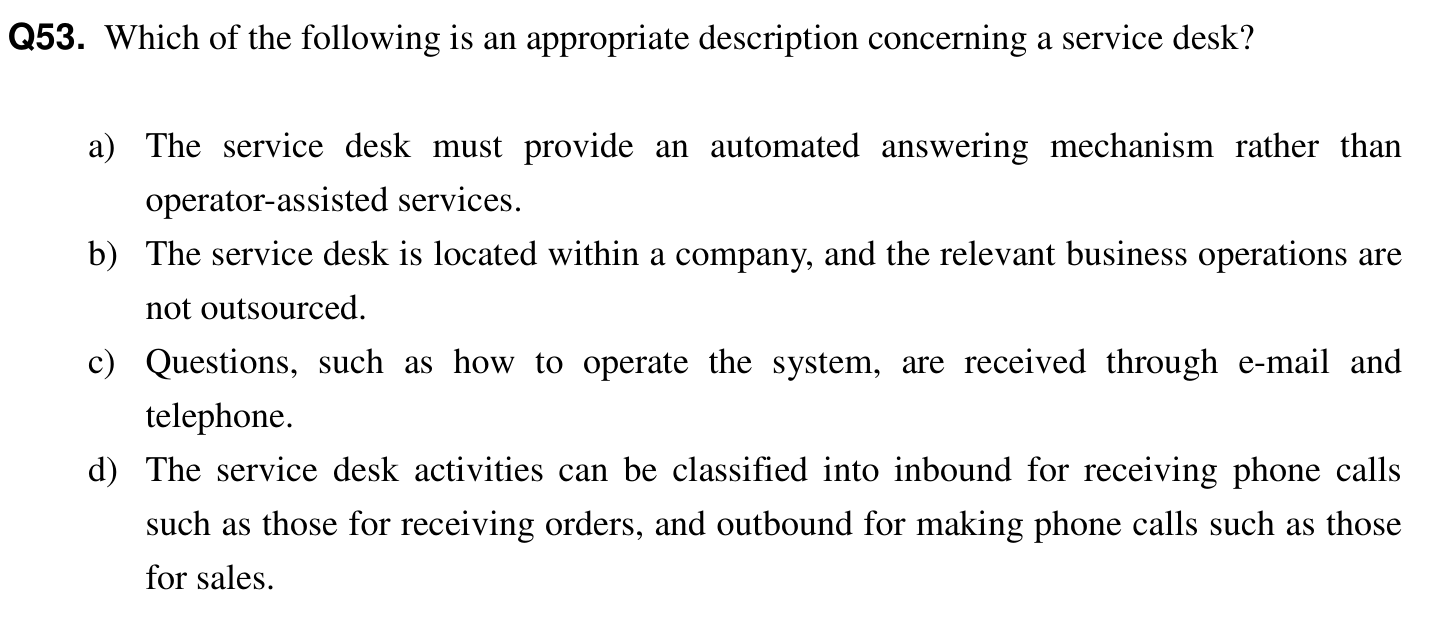 Q53. Which of the following is an appropriate description concerning a service desk?
a) The service desk must provide an automated answering mechanism rather than
operator-assisted services.
b) The service desk is located within a company, and the relevant business operations are
not outsourced.
c) Questions, such as how to operate the system, are received through e-mail and
telephone.
d) The service desk activities can be classified into inbound for receiving phone calls
such as those for receiving orders, and outbound for making phone calls such as those
for sales.